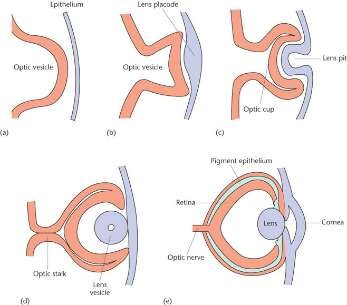 Epithelium
Optic vesicle
(a)
Lens placode
Optic vesicle
(b)
Lens pit
Optic cup
(c)
Optic stalk
Lens
vesicle
(d)
Pigment epithelium
Retina
Lens
Cornea
Optic nerve
(e)